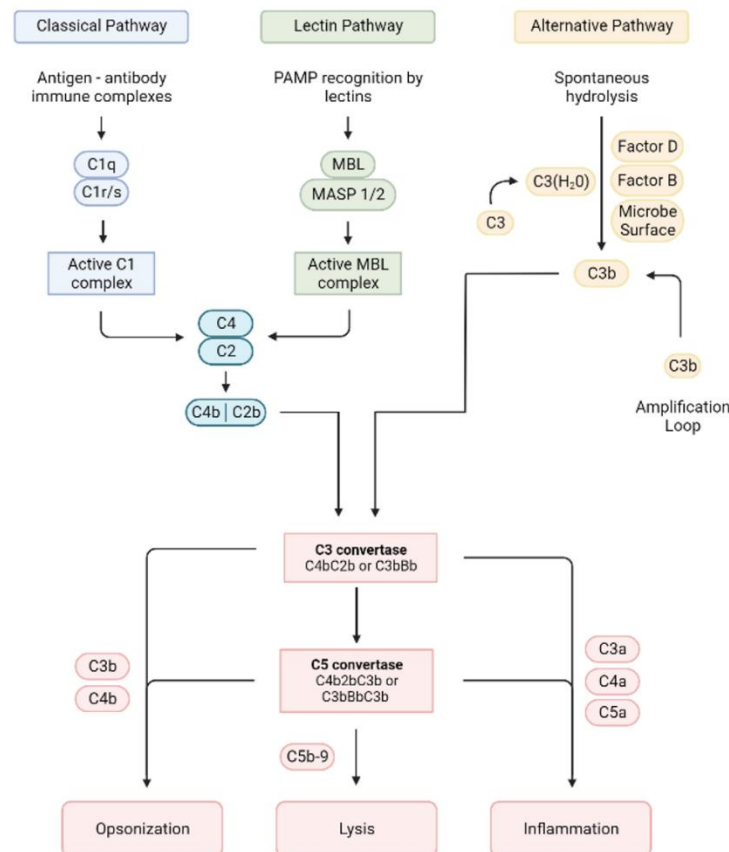 Classical Pathway
Lectin Pathway
Alternative Pathway
Antigen - antibody
immune complexes
PAMP recognition by
lectins
Spontaneous
hydrolysis
C1q
C1r/s
MBL
MASP 1/2
C3(H₂0)
C3
Factor D
Factor B
Microbe
Surface
Active C1
complex
Active MBL
complex
C3b
C4
C2
C3b
C4b | C2b
Amplification
Loop
C3 convertase
C4bC2b or C3bBb
C3b
C4b
C5 convertase
C4b2bC3b or
C3bBbC3b
C3a
C4a
C5a
C5b-9
Opsonization
Lysis
Inflammation